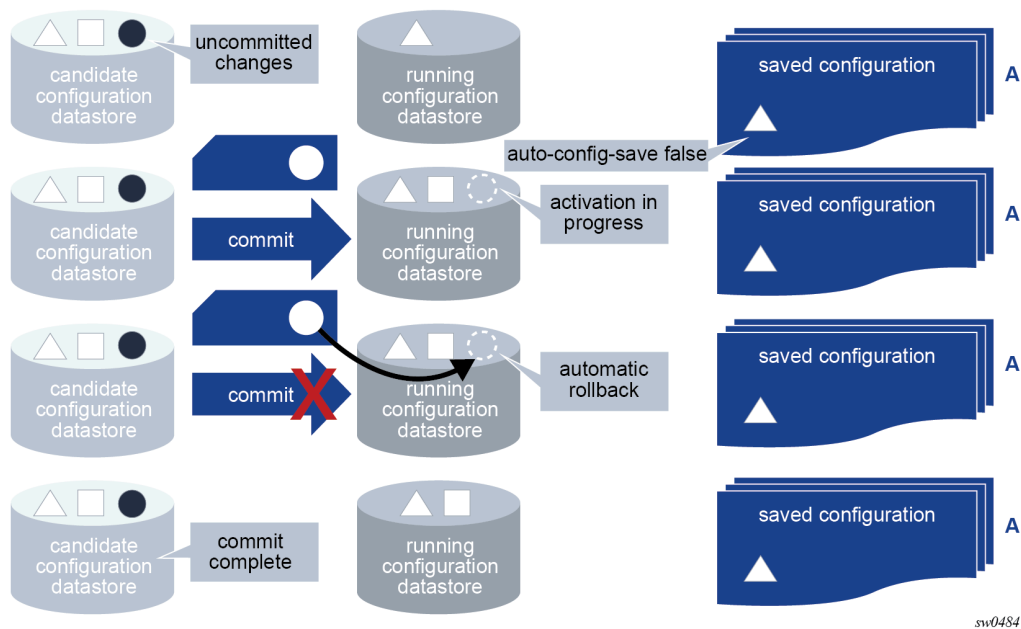 uncommitted
changes
candidate
configuration
datastore
running
configuration
datastore
saved configuration
A
auto-config-save false
candidate
configuration
datastore
commit
running
configuration
datastore
activation in
progress
saved configuration
A
candidate
configuration
datastore
commit
X
running
configuration
datastore
automatic
rollback
saved configuration
A
candidate
configuration
datastore
commit
complete
running
configuration
datastore
saved configuration
A
sw0484